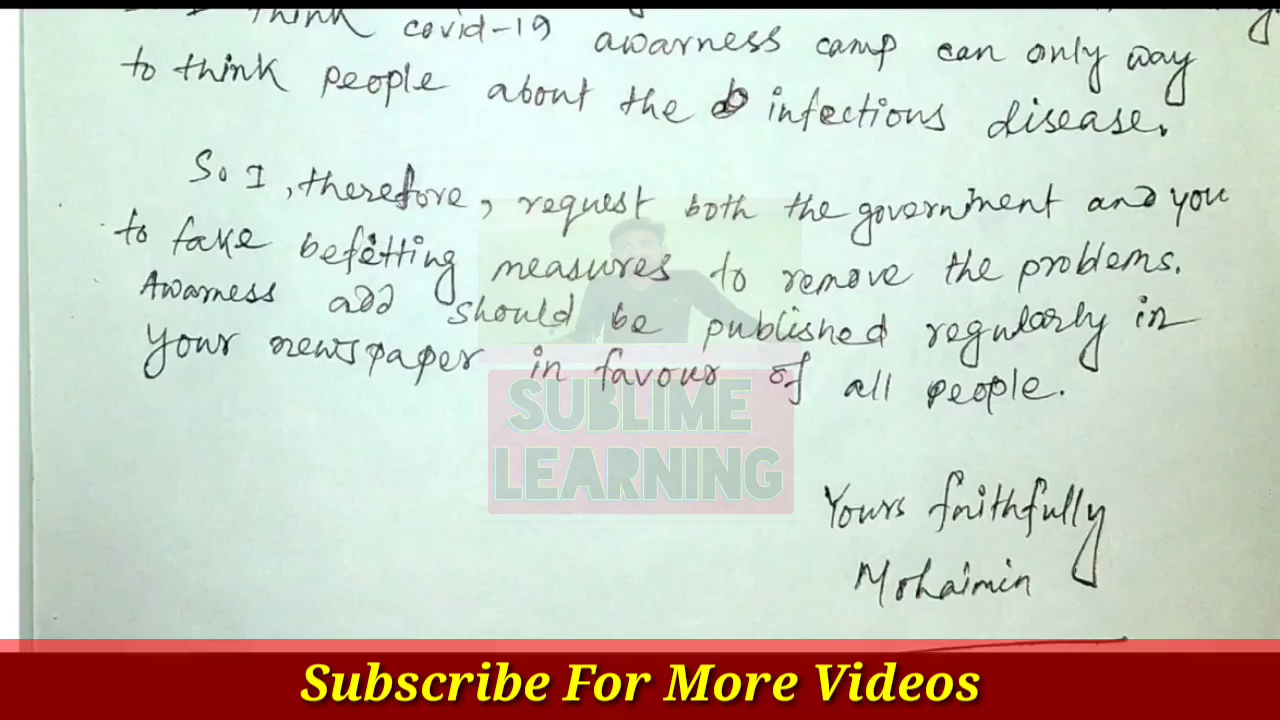 I think covid-19 awarness camp can only way
to think people about the infectious disease.
So I, therefore, request both the government and you
to take befitting measures to remove the problems.
Awarness add should be published regularly in
your newspaper in favour of all people.
SUBLIME
LEARNING
Yours faithfully
Mohaimin
Subscribe For More Videos